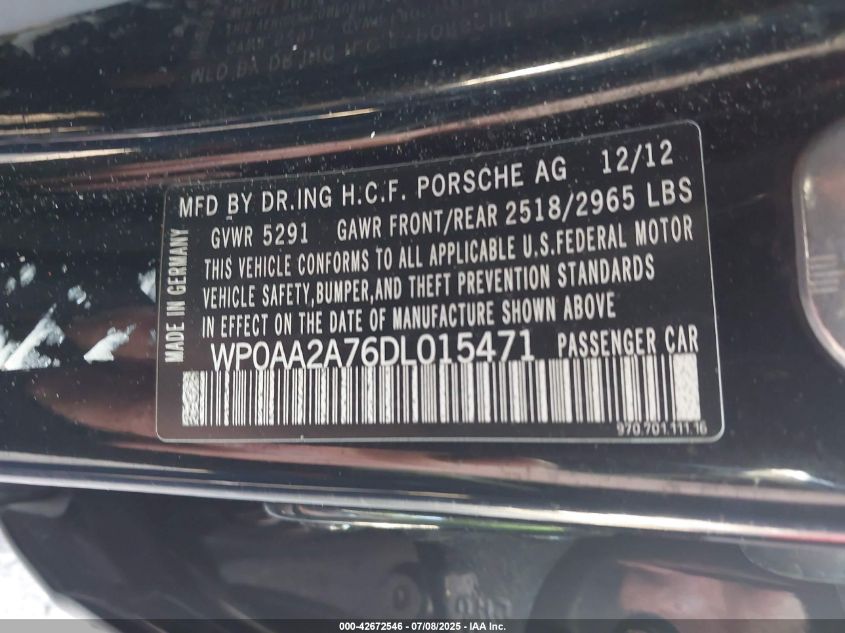 MFD BY DR.ING H.C.F. PORSCHE AG 12/12
GVWR 5291 GAWR FRONT/REAR 2518/2965 LBS
THIS VEHICLE CONFORMS TO ALL APPLICABLE U.S.FEDERAL MOTOR
VEHICLE SAFETY,BUMPER,AND THEFT PREVENTION STANDARDS
IN EFFECT ON THE DATE OF MANUFACTURE SHOWN ABOVE
WP0AA2A76DL015471 PASSENGER CAR
MADE IN GERMANY
970.701.111.16
000-42672546 - 07/08/2025 - IAA Inc.